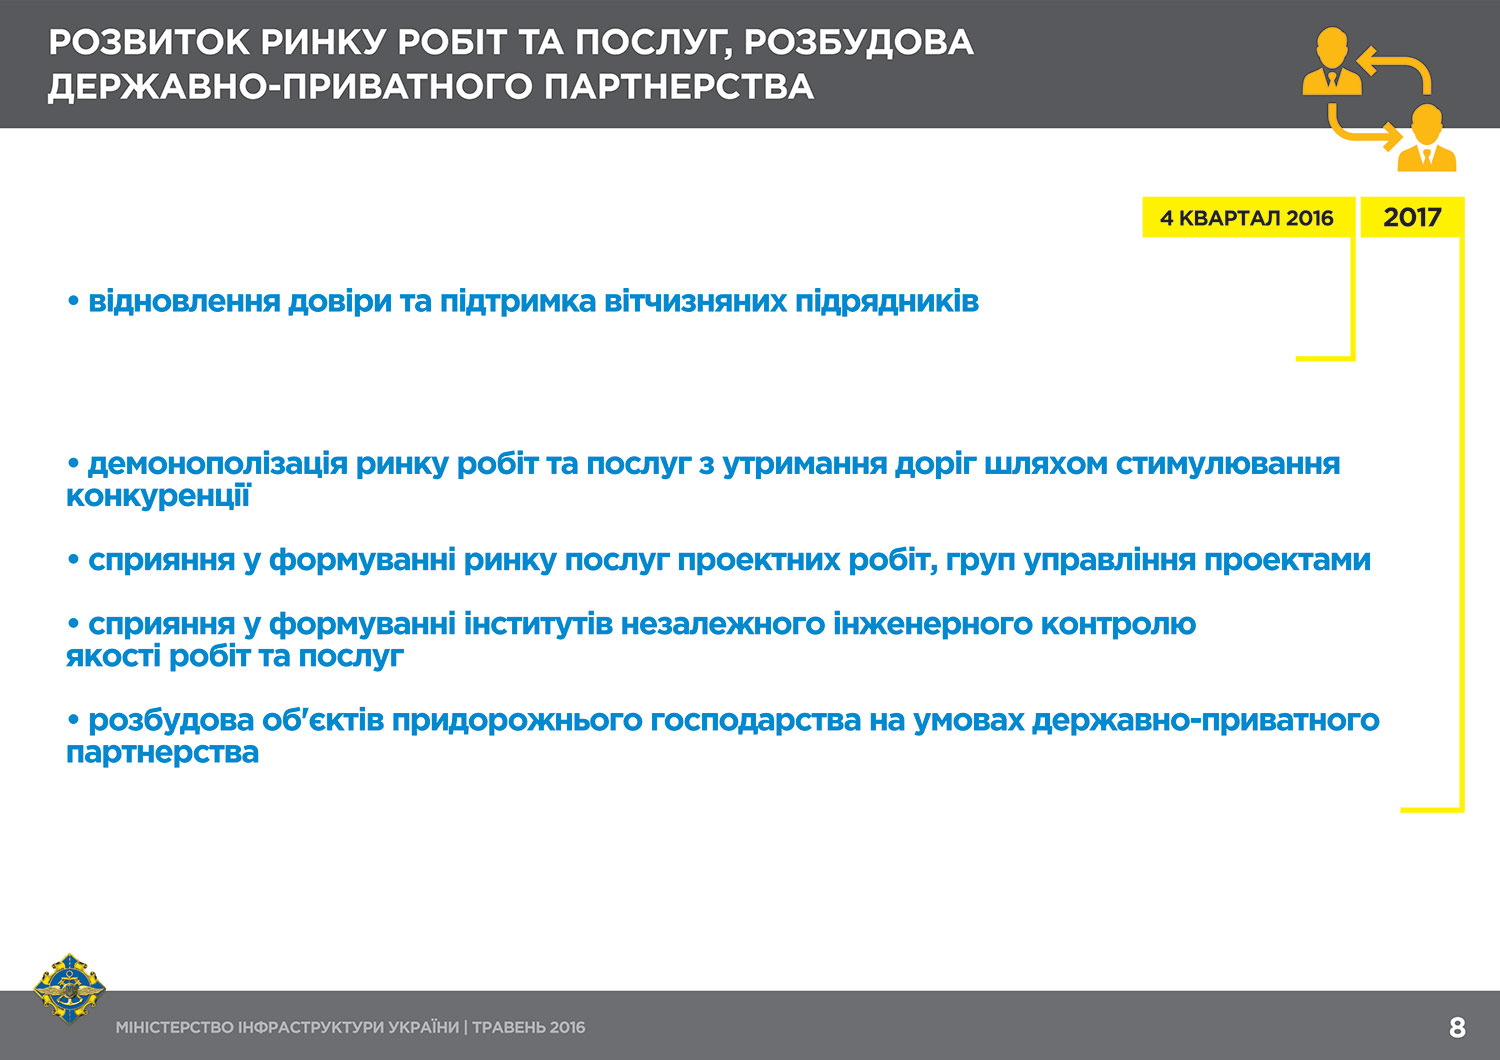 РОЗВИТОК РИНКУ РОБІТ ТА ПОСЛУГ, РОЗБУДОВА
ДЕРЖАВНО-ПРИВАТНОГО ПАРТНЕРСТВА
4 КВАРТАЛ 2016
2017
• відновлення довіри та підтримка вітчизняних підрядників
• демонополізація ринку робіт та послуг з утримання доріг шляхом стимулювання
конкуренції
• сприяння у формуванні ринку послуг проектних робіт, груп управління проектами
• сприяння у формуванні інститутів незалежного інженерного контролю
якості робіт та послуг
• розбудова об'єктів придорожнього господарства на умовах державно-приватного
партнерства
МІНІСТЕРСТВО ІНФРАСТРУКТУРИ УКРАЇНИ | ТРАВЕНЬ 2016
8